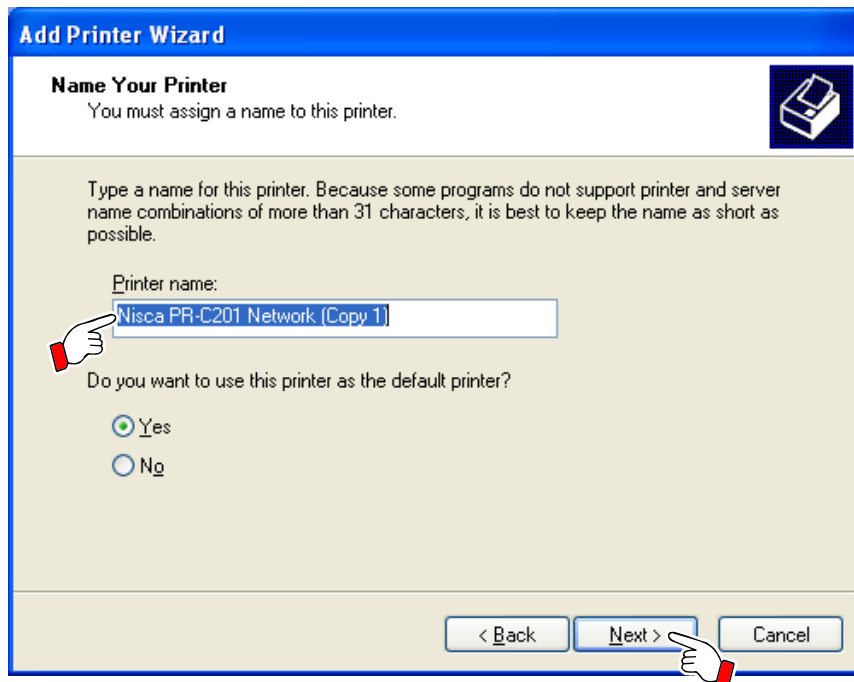 Add Printer Wizard
Name Your Printer
You must assign a name to this printer.
Type a name for this printer. Because some programs do not support printer and server
name combinations of more than 31 characters, it is best to keep the name as short as
possible.
Printer name:
Nisca PR-C201 Network (Copy 1)
Do you want to use this printer as the default printer?
Yes
No
< Back
Next >
Cancel